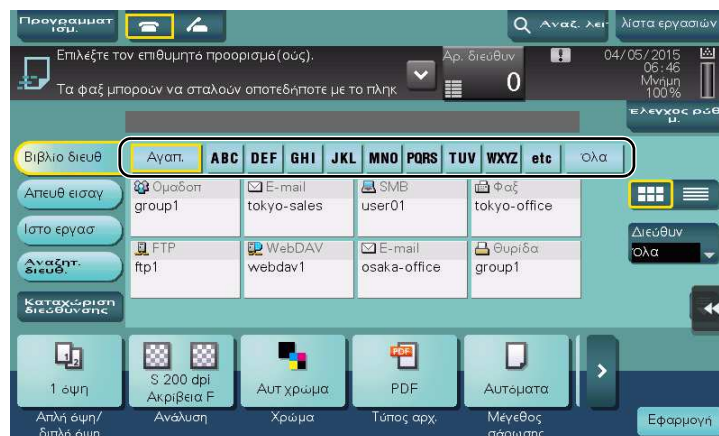 Προγραμματ
ισμ.
Αναζ. λει
λίστα εργασιών
Επιλέξτε τον επιθυμητό προορισμό(ούς).
Τα φαξ μπορούν να σταλούν οποτεδήποτε με το πληκ
Αρ. διεύθυν
0
04/05/2015
06:46
Μνήμη
100%
Έλεγχος ρύθ
μ.
Βιβλίο διευθ
Αγαπ.
ABC
DEF
GHI
JKL
MNO
PQRS
TUV
WXYZ
etc
Όλα
Απευθ εισαγ
Ιστο εργασ
Αναζητ.
διευθ.
Καταχώριση
διεύθυνσης
Ομαδοπ
group1
E-mail
tokyo-sales
SMB
user01
Φαξ
tokyo-office
FTP
ftp1
WebDAV
webdav1
E-mail
osaka-office
Θυρίδα
group1
Διεύθυν
Όλα
1 όψη
S 200 dpi
Ακρίβεια F
Αυτ χρώμα
PDF
PDF
Αυτόματα
Απλή όψη/
διπλή όψη
Ανάλυση
Χρώμα
Τύπος αρχ.
Μέγεθος
σάρωσης
Εφαρμογή